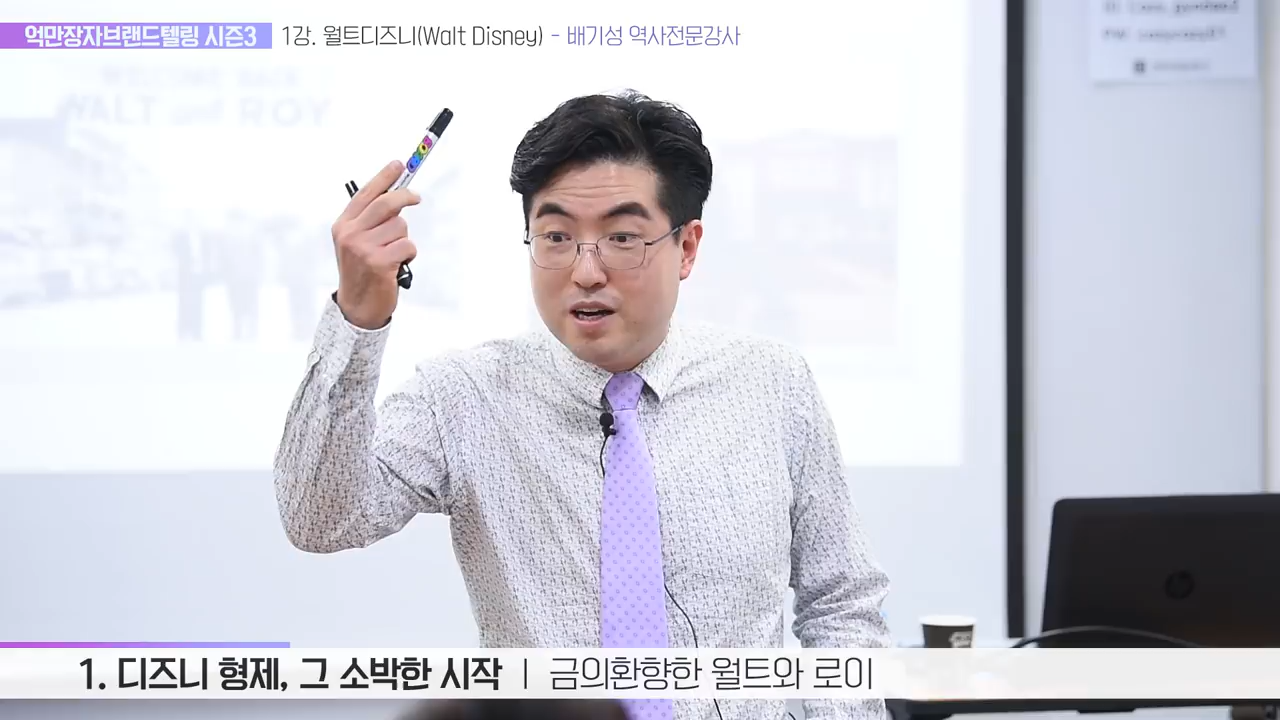 억만장자브랜드텔링 시즌3 1강. 월트디즈니(Walt Disney) - 배기성 역사전문강사
WELCOME BACK
WALT and ROY
1. 디즈니 형제, 그 소박한 시작 | 금의환향한 월트와 로이